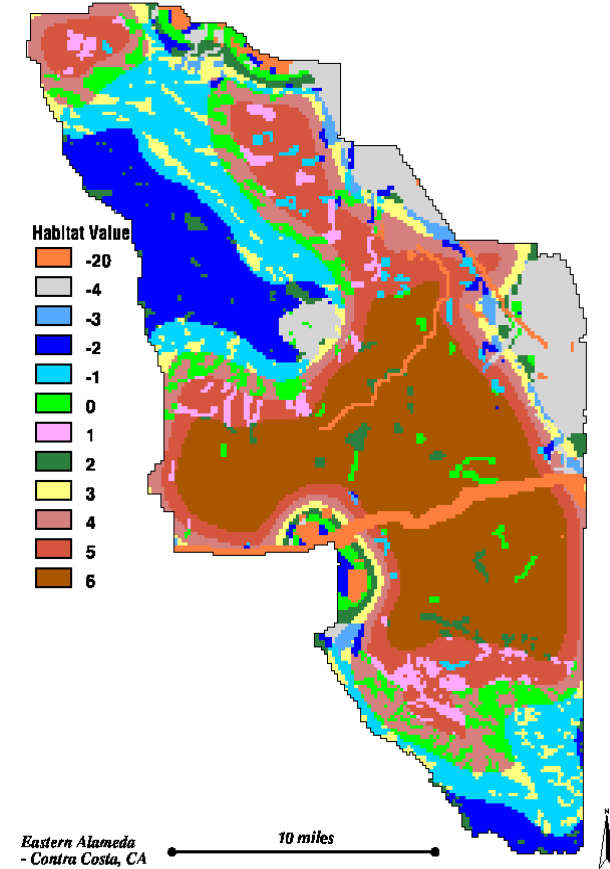 Habitat Value
-20
-4
-3
-2
-1
0
1
2
3
4
5
6
Eastern Alameda
- Contra Costa, CA
10 miles
N